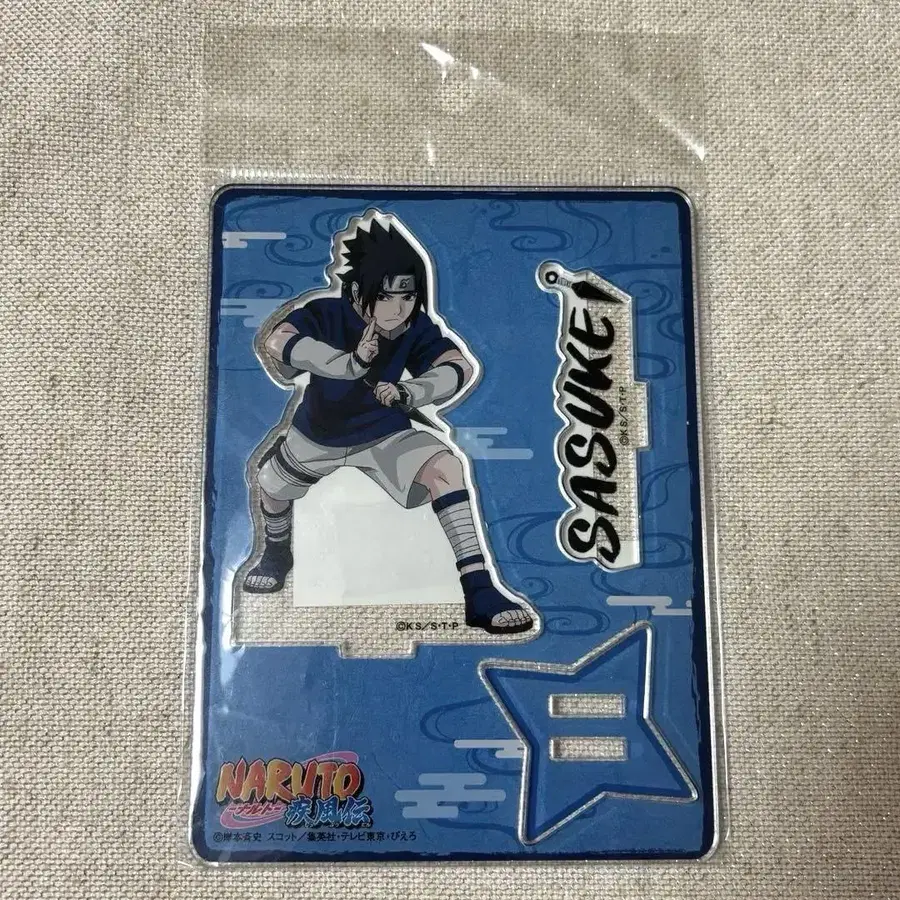 SASUKE
©KS/S・T・P
©KS/S・T・P
NARUTO
ナルト
疾風伝
©岸本斉史 スコット/集英社・テレビ東京・ぴえろ